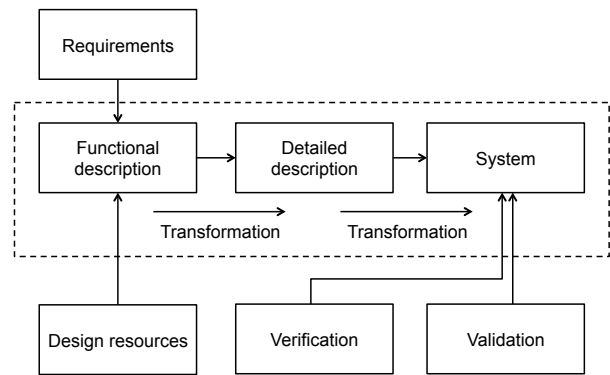 Requirements
Functional
description
Detailed
description
System
Transformation
Transformation
Design resources
Verification
Validation